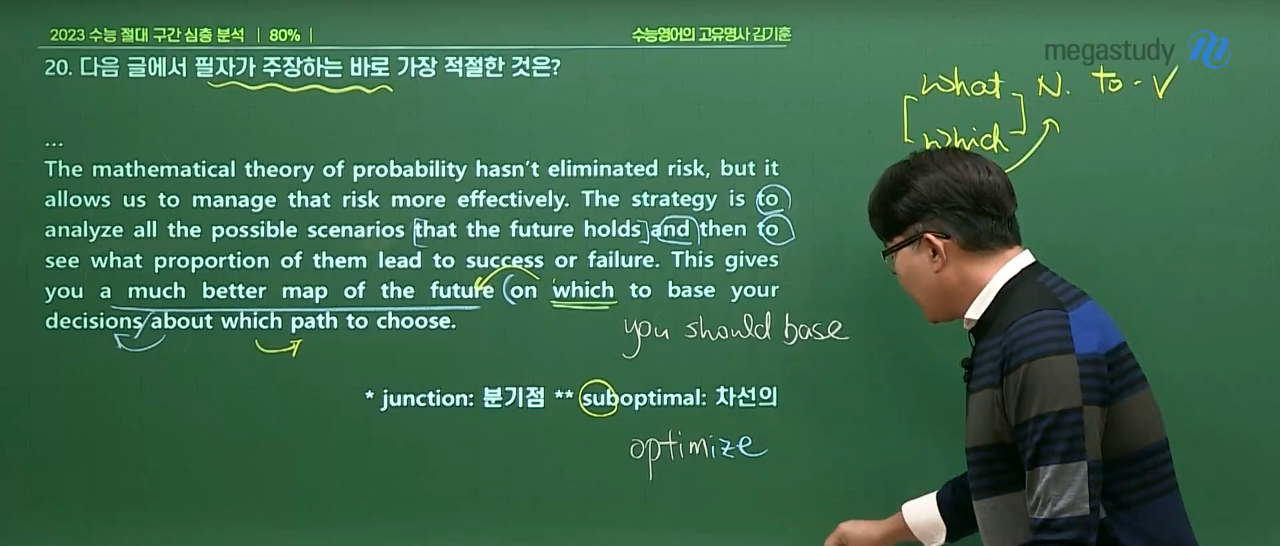 2023 수능 절대 구간 심층 분석 | 80% |
수능영어의 고유명사 김기훈
megastudy
20. 다음 글에서 필자가 주장하는 바로 가장 적절한 것은?
what N. to - V
which
...
The mathematical theory of probability hasn't eliminated risk, but it
allows us to manage that risk more effectively. The strategy is to
analyze all the possible scenarios [that the future holds] and then to
see what proportion of them lead to success or failure. This gives
you a much better map of the future (on which to base your
decisions about which path to choose.
you should base
* junction: 분기점 ** suboptimal: 차선의
optimize